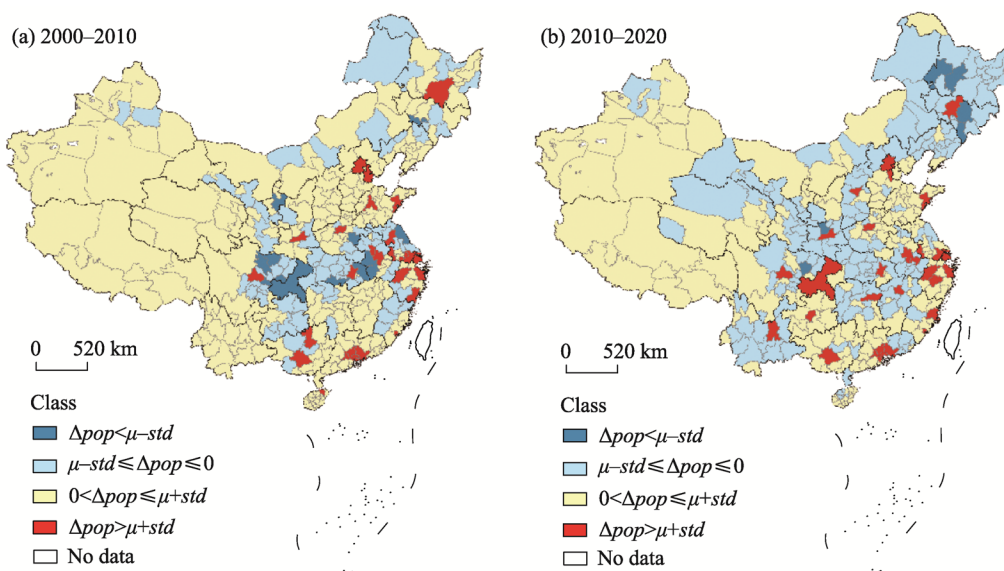 (a) 2000–2010
0 520 km
Class
Δpop<μ–std
μ–std≤Δpop≤0
0<Δpop≤μ+std
Δpop>μ+std
No data
(b) 2010–2020
0 520 km
Class
Δpop<μ–std
μ–std≤Δpop≤0
0<Δpop≤μ+std
Δpop>μ+std
No data